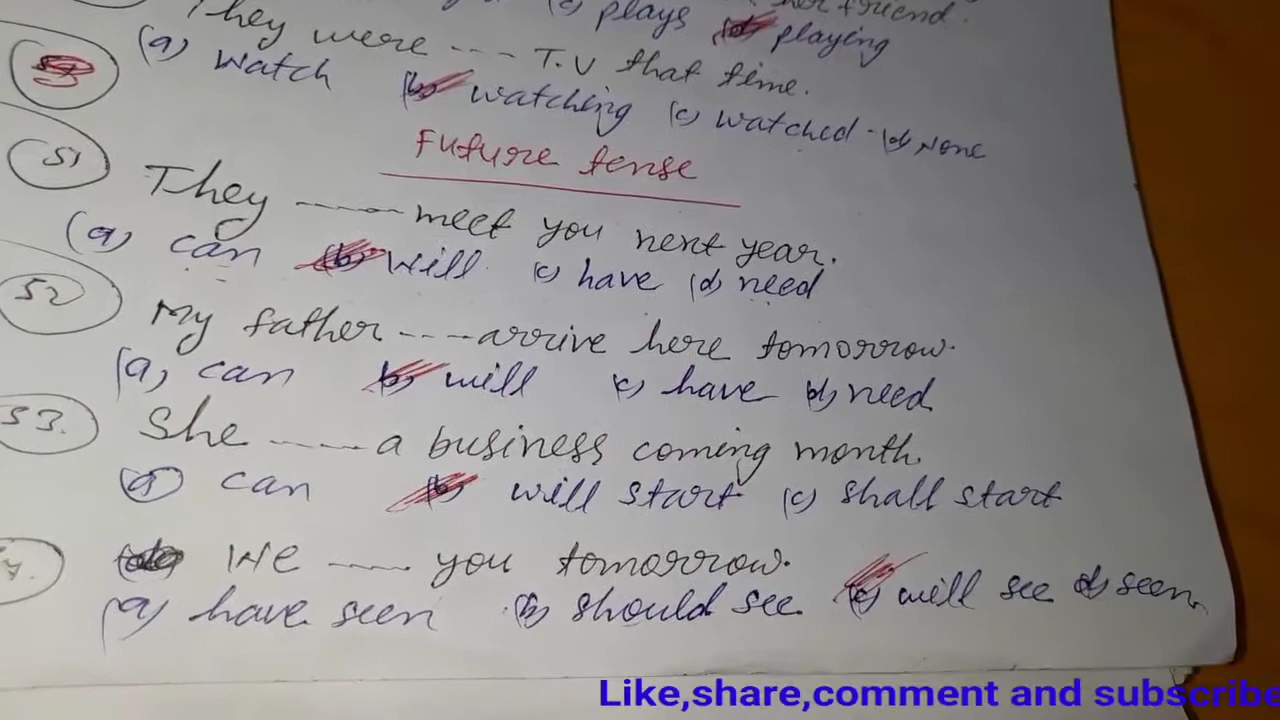 her friend.
(c) plays (d) playing
They were ---- T.V that time.
(a) watch (b) watching (c) watched (d) None
Future tense
51 They ------ meet you next year.
(a) can (b) will (c) have (d) need
52 My father ---- arrive here tomorrow.
(a) can (b) will (c) have (d) need
53. She ------ a business coming month.
(a) can (b) will start (c) shall start
We ----- you tomorrow.
(a) have seen (b) should see (c) will see (d) seen.
Like,share,comment and subscribe